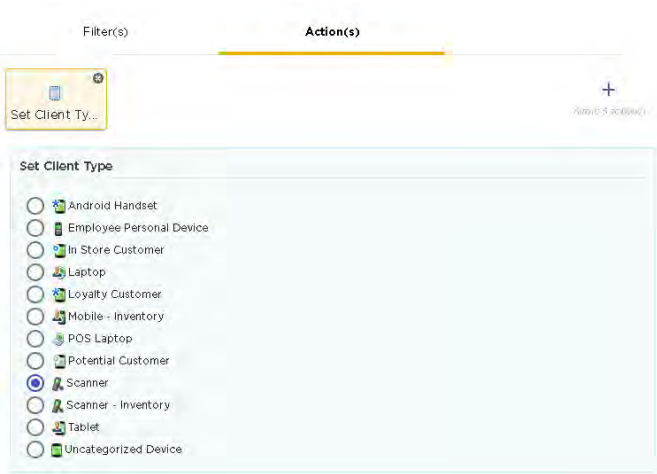 Filter(s)
Action(s)
Set Client Ty...
Set Client Type
Android Handset
Employee Personal Device
In Store Customer
Laptop
Loyalty Customer
Mobile - Inventory
POS Laptop
Potential Customer
Scanner
Scanner - Inventory
Tablet
Uncategorized Device